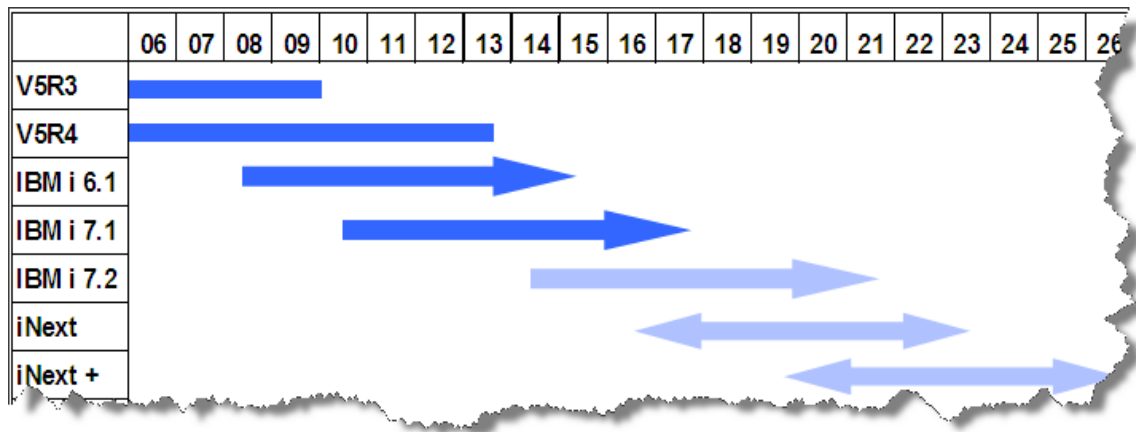 06 07 08 09 10 11 12 13 14 15 16 17 18 19 20 21 22 23 24 25 26
V5R3
V5R4
IBM i 6.1
IBM i 7.1
IBM i 7.2
iNext
iNext +